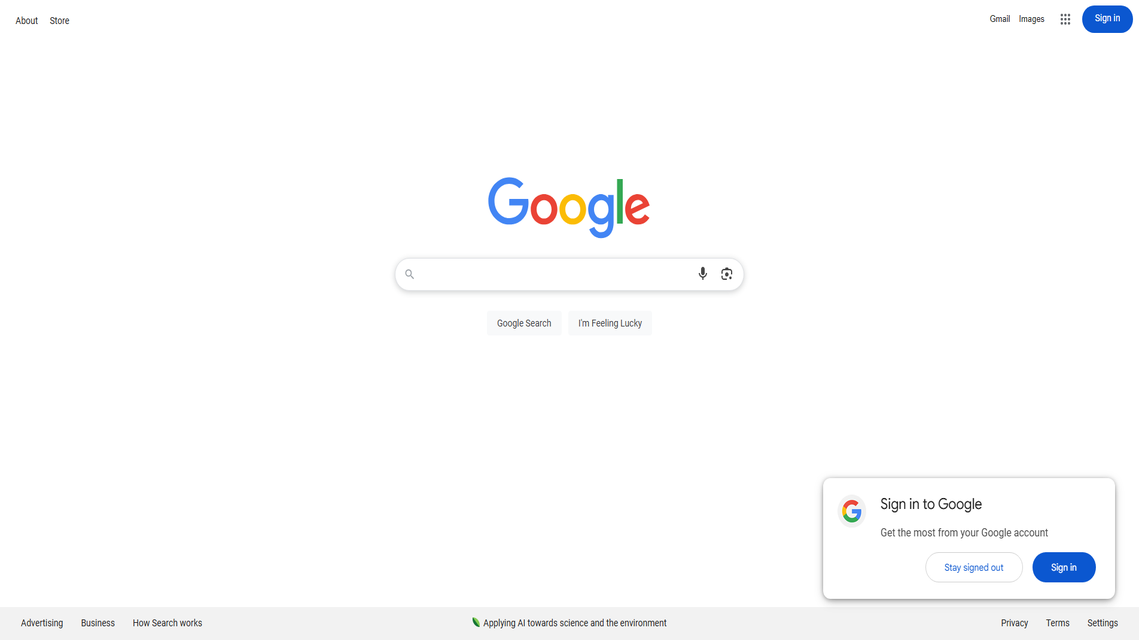 About Store
Gmail Images Sign in
Google
Google Search I'm Feeling Lucky
Sign in to Google
Get the most from your Google account
Stay signed out Sign in
Advertising Business How Search works
Applying AI towards science and the environment
Privacy Terms Settings